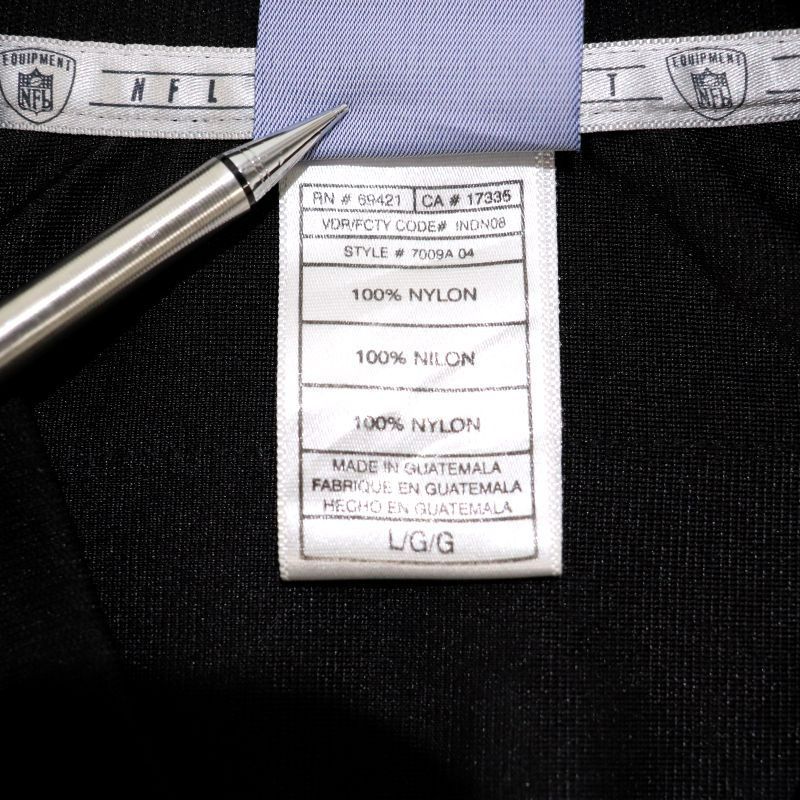 EQUIPMENT
NFL
NFL
T
EQUIPMENT
NFL
RN # 69421 CA # 17335
VDR/FCTY CODE# INDN08
STYLE # 7009A 04
100% NYLON
100% NILON
100% NYLON
MADE IN GUATEMALA
FABRIQUE EN GUATEMALA
HECHO EN GUATEMALA
L/G/G